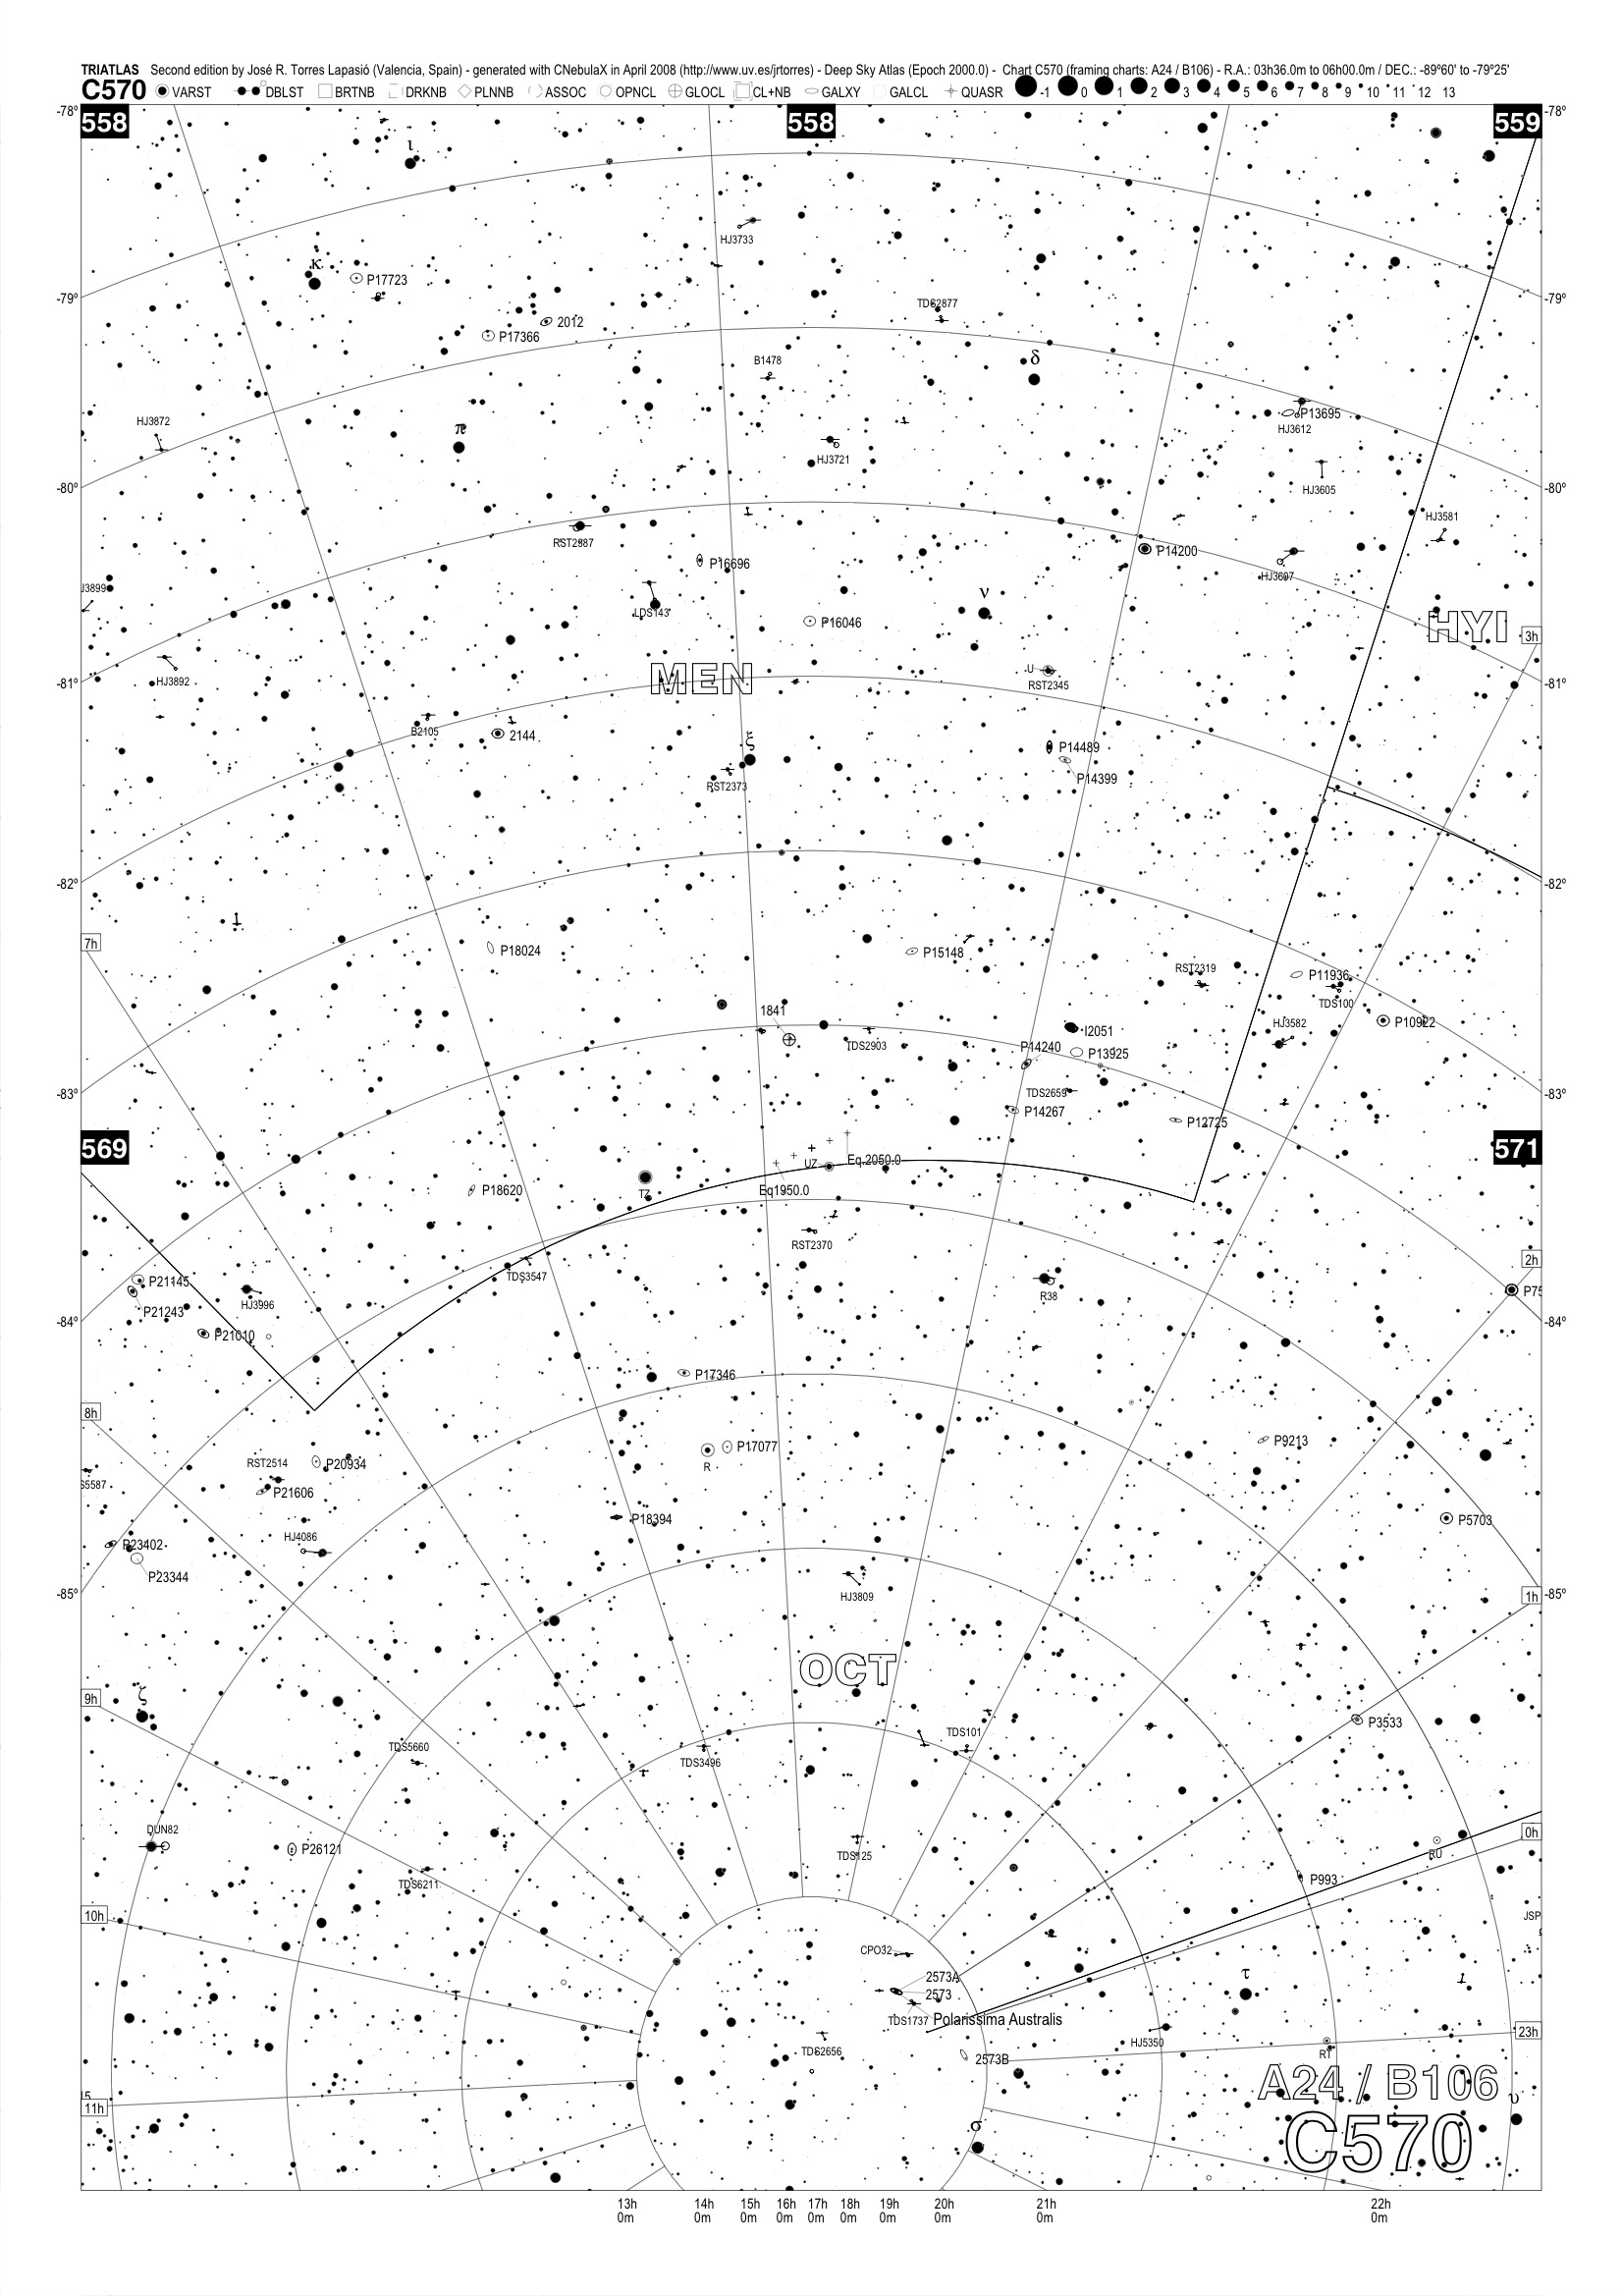 TRIATLAS Second edition by José R. Torres Lapasió (Valencia, Spain) - generated with CNebulaX in April 2008 (http://www.uv.es/jrtorres) - Deep Sky Atlas (Epoch 2000.0) - Chart C570 (framing charts: A24 / B106) - R.A.: 03h36.0m to 06h00.0m / DEC.: -89º60' to -79º25'
C570 VARST DBLST BRTNB DRKNB PLNNB ASSOC OPNCL GLOCL CL+NB GALXY GALCL QUASR -1 0 1 2 3 4 5 6 7 8 9 10 11 12 13
-78º 558 558 559 -78º
ι
HJ3733
κ
P17723
-79º -79º
TDS2877
2012
P17366
δ
B1478
P13695
HJ3872
HJ3612
π
HJ3721
-80º HJ3605 -80º
HJ3581
RST2887
P14200
P16696
HJ3607
J3899
ν
LDS143
P16046
HYI
3h
U
MEN
-81º HJ3892 RST2345 -81º
B2105
2144
ξ
P14489
RST2373
P14399
-82º -82º
7h
P18024
P15148
RST2319
P11936
TDS100
1841
P10922
HJ3582
I2051
TDS2903
P14240
P13925
-83º TDS2659 -83º
P14267
P12725
569 571
UZ Eq.2050.0
P18620
TZ
Eq1950.0
RST2370
2h
TDS3547
P21145
P75
HJ3996
R38
P21243
-84º -84º
P21010
P17346
8h
P9213
P17077
R
RST2514
P20934
S5587
P21606
P18394
P5703
HJ4086
P23402
P23344
-85º -85º
1h
HJ3809
OCT
9h
ζ
P3533
TDS101
TDS5660
TDS3496
DUN82
0h
P26121
TDS125
RU
P993
TDS6211
10h
JSP
CPO32
τ
2573A
2573
TDS1737 Polarissima Australis
23h
HJ5350
TDS2656
RT
2573B
A24 / B106
15
11h
υ
σ
C570
13h 14h 15h 16h 17h 18h 19h 20h 21h 22h
0m 0m 0m 0m 0m 0m 0m 0m 0m 0m